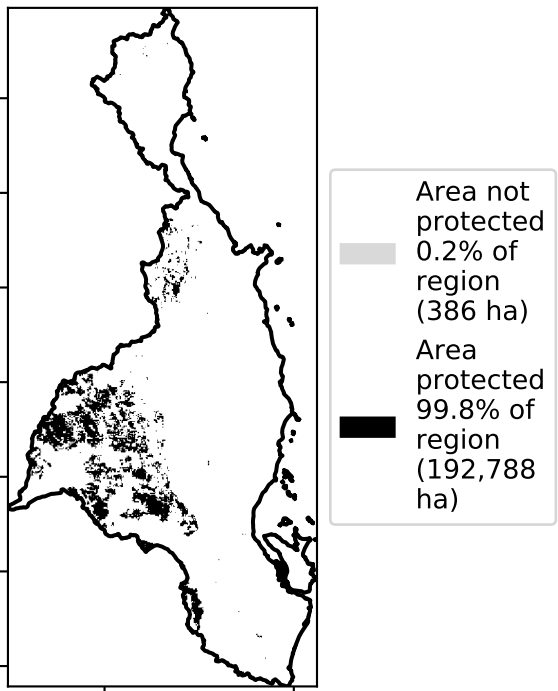 Area not
protected
0.2% of
region
(386 ha)
Area
protected
99.8% of
region
(192,788
ha)